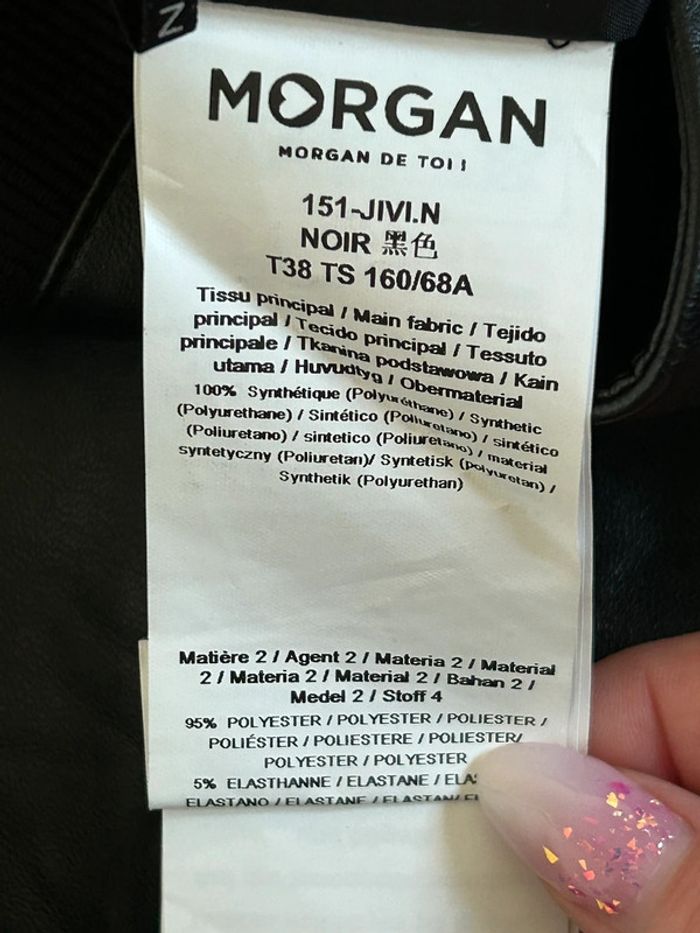 Z
MORGAN
MORGAN DE TOI !
151-JIVI.N
NOIR 黑色
T38 TS 160/68A
Tissu principal / Main fabric / Tejido
principal / Tecido principal / Tessuto
principale / Tkanina podstawowa / Kain
utama / Huvudtyg / Obermaterial
100% Synthétique (Polyuréthane) / Synthetic
(Polyurethane) / Sintético (Poliuretano) / sintético
(Poliuretano) / sintetico (Poliuretano) / material
syntetyczny (Poliuretan)/ Syntetisk (polyuretan) /
Synthetik (Polyurethan)
Matière 2 / Agent 2 / Materia 2 / Material
2 / Materia 2 / Material 2 / Bahan 2 /
Medel 2 / Stoff 4
95% POLYESTER / POLYESTER / POLIESTER /
POLIÉSTER / POLIESTERE / POLIESTER/
POLYESTER / POLYESTER
5% ELASTHANNE / ELASTANE /
ELASTANO / ELASTANE / ELASTAN/